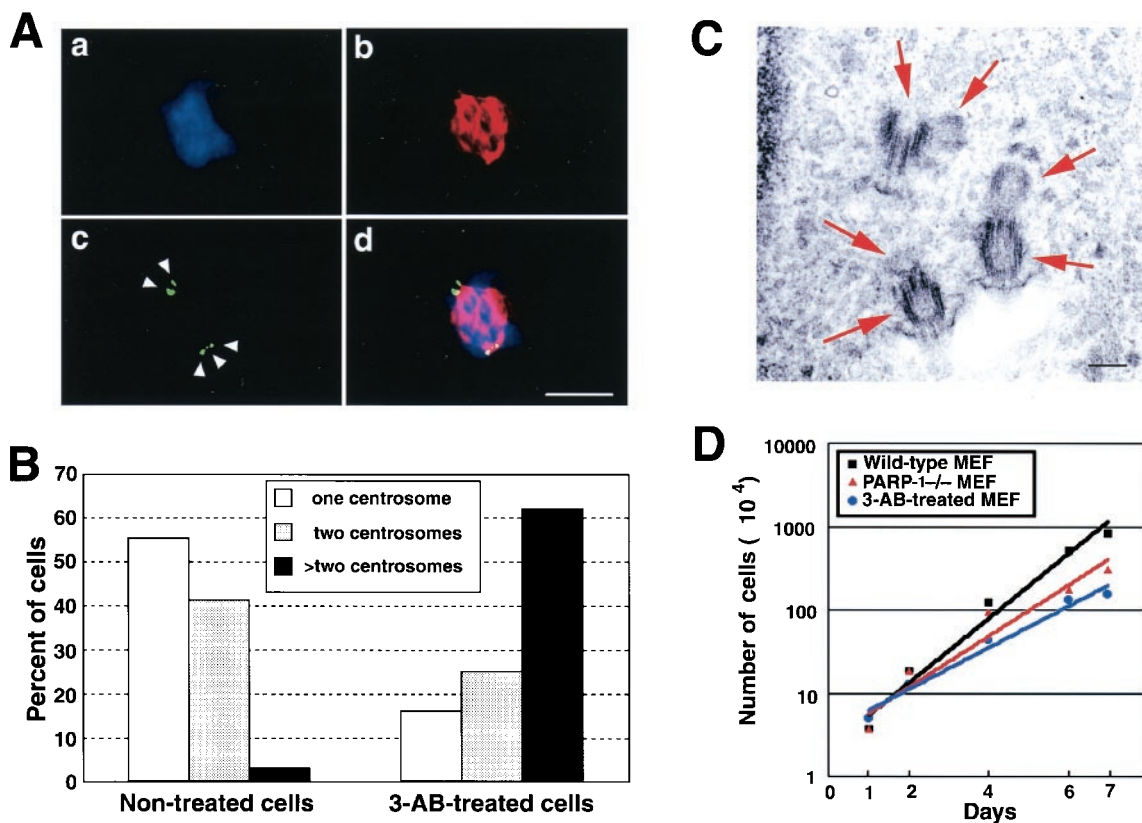 A
a
b
c
d
B
Percent of cells
70
60
50
40
30
20
10
0
one centrosome
two centrosomes
>two centrosomes
Non-treated cells
3-AB-treated cells
C
D
Number of cells ( 10 4)
10000
1000
100
10
1
Wild-type MEF
PARP-1-/- MEF
3-AB-treated MEF
0 1 2 4 6 7
Days